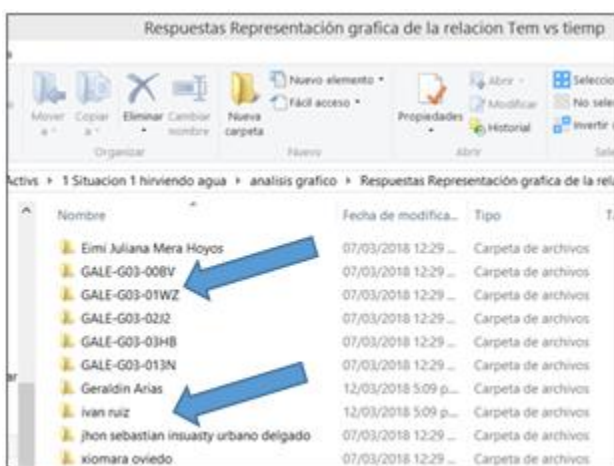 Respuestas Representación grafica de la relacion Tem vs tiemp
Mover a
Copiar a
Eliminar
Cambiar nombre
Nueva carpeta
Nuevo elemento
Fácil acceso
Propiedades
Abrir
Modificar
Historial
Seleccio
No sele
Invertir s
Organizar
Nuevo
Abrir
Sele
Activs 1 Situacion 1 hirviendo agua analisis grafico Respuestas Representación grafica de la rela
Nombre Fecha de modifica... Tipo
Eimi Juliana Mera Hoyos 07/03/2018 12:29 ... Carpeta de archivos
GALE-G03-00BV 07/03/2018 12:29 ... Carpeta de archivos
GALE-G03-01WZ 07/03/2018 12:29 ... Carpeta de archivos
GALE-G03-02J2 07/03/2018 12:29 ... Carpeta de archivos
GALE-G03-03HB 07/03/2018 12:29 ... Carpeta de archivos
GALE-G03-013N 07/03/2018 12:29 ... Carpeta de archivos
Geraldin Arias 12/03/2018 5:09 p... Carpeta de archivos
ivan ruiz 12/03/2018 5:09 p... Carpeta de archivos
jhon sebastian insuasty urbano delgado 07/03/2018 12:29 ... Carpeta de archivos
xiomara oviedo 07/03/2018 12:29 ... Carpeta de archivos